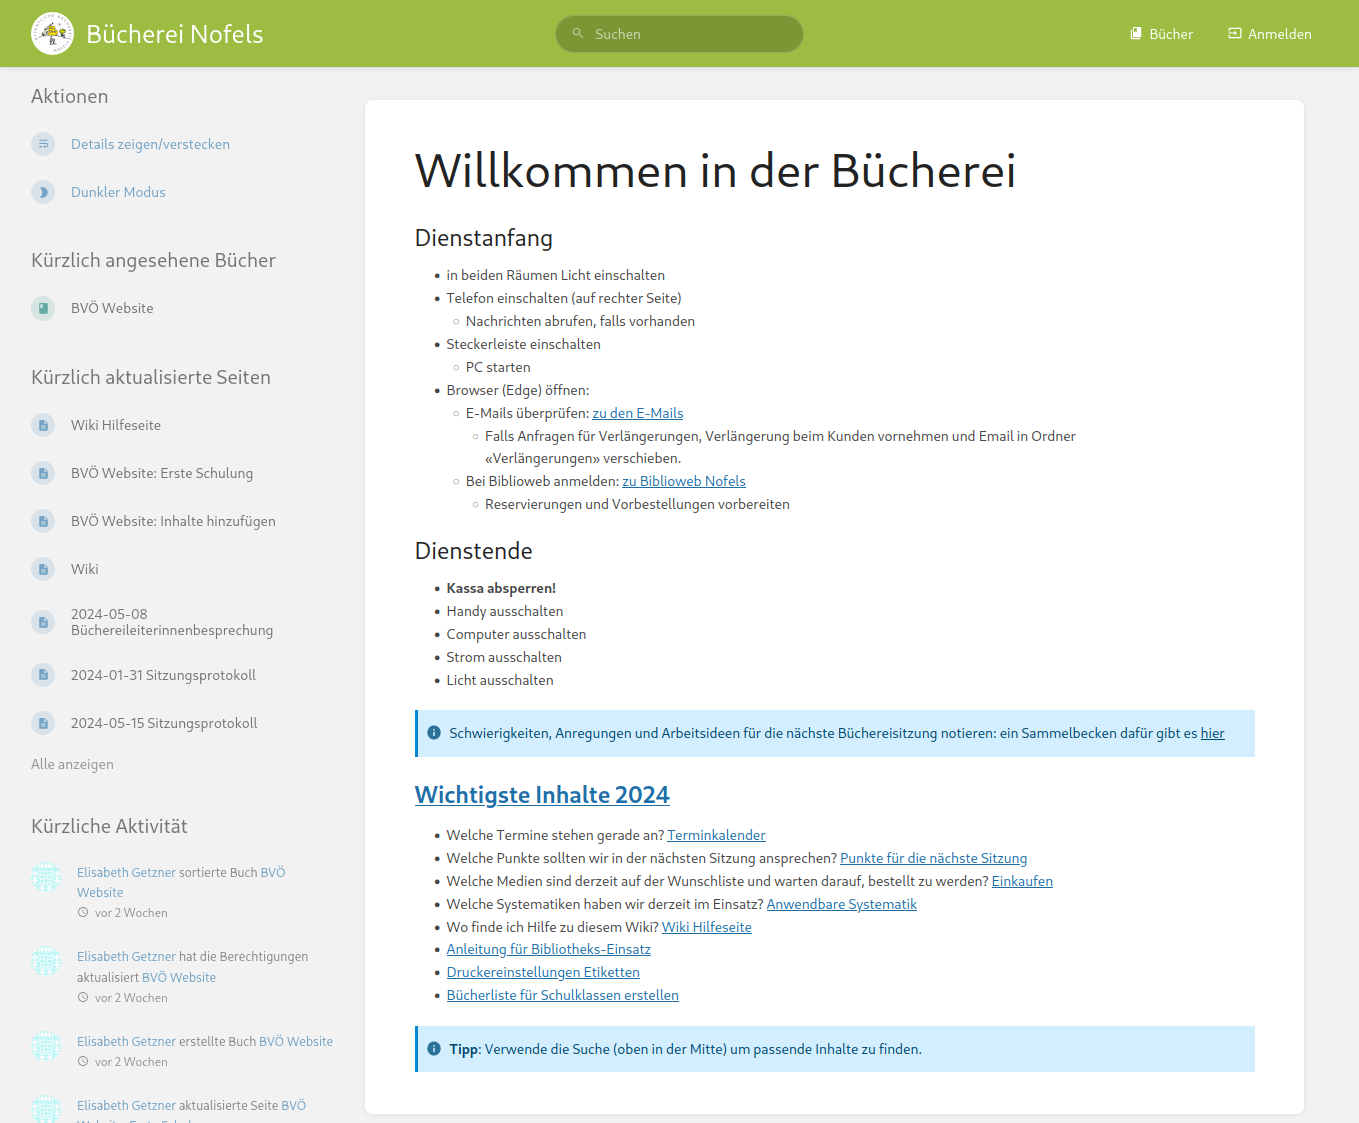 Bücherei Nofels
Suchen
Bücher
Anmelden
Aktionen
Details zeigen/verstecken
Dunkler Modus
Kürzlich angesehene Bücher
BVÖ Website
Kürzlich aktualisierte Seiten
Wiki Hilfeseite
BVÖ Website: Erste Schulung
BVÖ Website: Inhalte hinzufügen
Wiki
2024-05-08
Büchereileiterinnenbesprechung
2024-01-31 Sitzungsprotokoll
2024-05-15 Sitzungsprotokoll
Alle anzeigen
Kürzliche Aktivität
Elisabeth Getzner sortierte Buch BVÖ
Website
vor 2 Wochen
Elisabeth Getzner hat die Berechtigungen
aktualisiert BVÖ Website
vor 2 Wochen
Elisabeth Getzner erstellte Buch BVÖ Website
vor 2 Wochen
Elisabeth Getzner aktualisierte Seite BVÖ
Willkommen in der Bücherei
Dienstanfang
in beiden Räumen Licht einschalten
Telefon einschalten (auf rechter Seite)
Nachrichten abrufen, falls vorhanden
Steckerleiste einschalten
PC starten
Browser (Edge) öffnen:
E-Mails überprüfen: zu den E-Mails
Falls Anfragen für Verlängerungen, Verlängerung beim Kunden vornehmen und Email in Ordner
«Verlängerungen» verschieben.
Bei Biblioweb anmelden: zu Biblioweb Nofels
Reservierungen und Vorbestellungen vorbereiten
Dienstende
Kassa absperren!
Handy ausschalten
Computer ausschalten
Strom ausschalten
Licht ausschalten
Schwierigkeiten, Anregungen und Arbeitsideen für die nächste Büchereisitzung notieren: ein Sammelbecken dafür gibt es hier
Wichtigste Inhalte 2024
Welche Termine stehen gerade an? Terminkalender
Welche Punkte sollten wir in der nächsten Sitzung ansprechen? Punkte für die nächste Sitzung
Welche Medien sind derzeit auf der Wunschliste und warten darauf, bestellt zu werden? Einkaufen
Welche Systematiken haben wir derzeit im Einsatz? Anwendbare Systematik
Wo finde ich Hilfe zu diesem Wiki? Wiki Hilfeseite
Anleitung für Bibliotheks-Einsatz
Druckereinstellungen Etiketten
Bücherliste für Schulklassen erstellen
Tipp: Verwende die Suche (oben in der Mitte) um passende Inhalte zu finden.